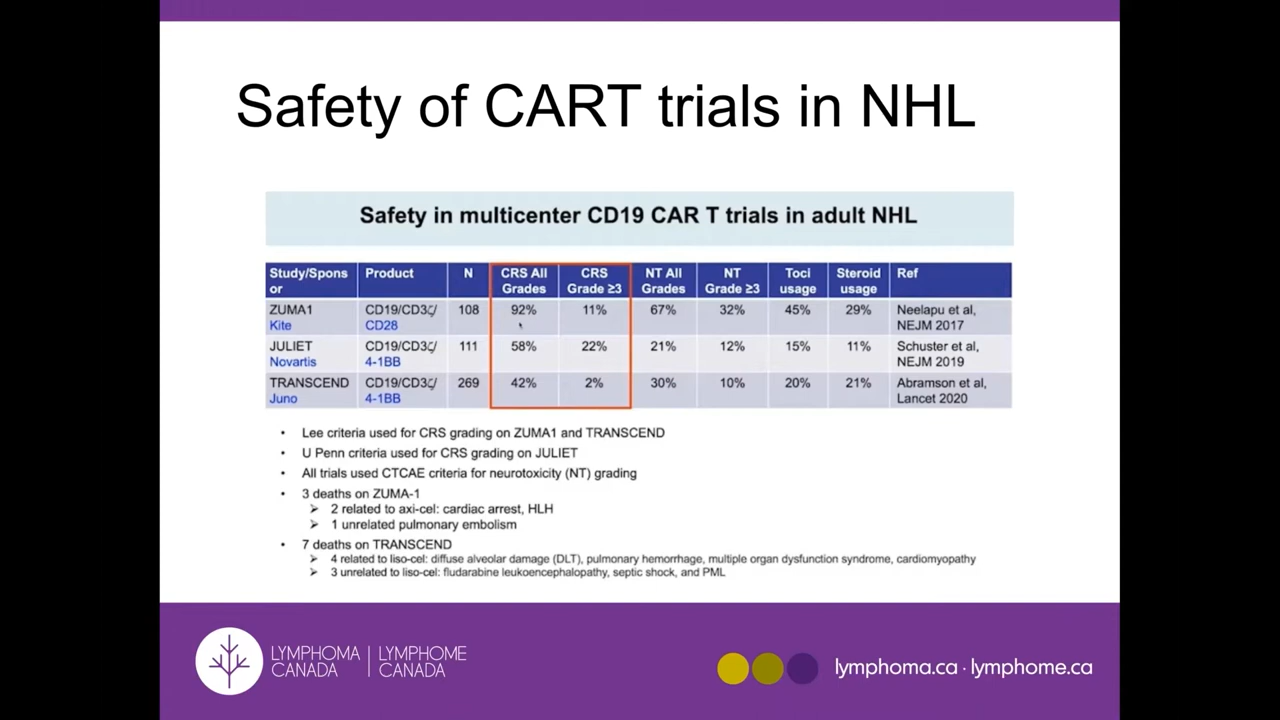 Safety of CART trials in NHL
Safety in multicenter CD19 CAR T trials in adult NHL
Study/Spons or Product N CRS All Grades CRS Grade ≥3 NT All Grades NT Grade ≥3 Toci usage Steroid usage Ref
ZUMA1 Kite CD19/CD3ζ/ CD28 108 92% 11% 67% 32% 45% 29% Neelapu et al, NEJM 2017
JULIET Novartis CD19/CD3ζ/ 4-1BB 111 58% 22% 21% 12% 15% 11% Schuster et al, NEJM 2019
TRANSCEND Juno CD19/CD3ζ/ 4-1BB 269 42% 2% 30% 10% 20% 21% Abramson et al, Lancet 2020
• Lee criteria used for CRS grading on ZUMA1 and TRANSCEND
• U Penn criteria used for CRS grading on JULIET
• All trials used CTCAE criteria for neurotoxicity (NT) grading
• 3 deaths on ZUMA-1
➢ 2 related to axi-cel: cardiac arrest, HLH
➢ 1 unrelated pulmonary embolism
• 7 deaths on TRANSCEND
➢ 4 related to liso-cel: diffuse alveolar damage (DLT), pulmonary hemorrhage, multiple organ dysfunction syndrome, cardiomyopathy
➢ 3 unrelated to liso-cel: fludarabine leukoencephalopathy, septic shock, and PML
LYMPHOMA CANADA | LYMPHOME CANADA
lymphoma.ca · lymphome.ca